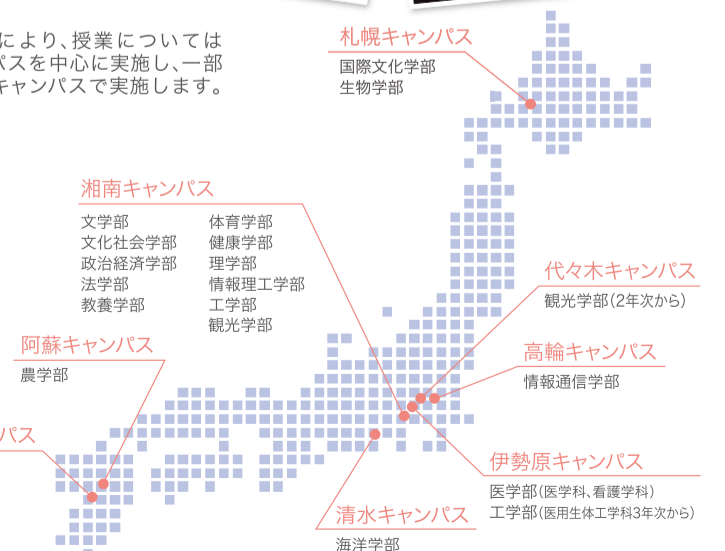 により、授業については
パスを中心に実施し、一部
キャンパスで実施します。
札幌キャンパス
国際文化学部
生物学部
湘南キャンパス
文学部
文化社会学部
政治経済学部
法学部
教養学部
体育学部
健康学部
理学部
情報理工学部
工学部
観光学部
代々木キャンパス
観光学部(2年次から)
高輪キャンパス
情報通信学部
阿蘇キャンパス
農学部
パス
伊勢原キャンパス
医学部(医学科、看護学科)
工学部(医用生体工学科3年次から)
清水キャンパス
海洋学部